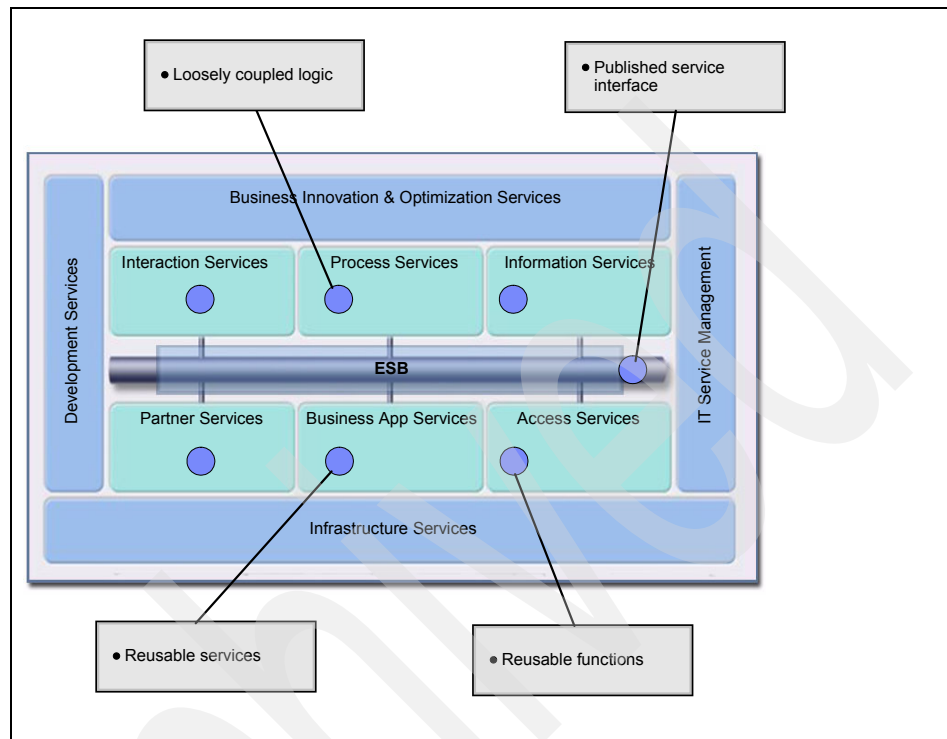 • Loosely coupled logic
• Published service
interface
Business Innovation & Optimization Services
Development Services
IT Service Management
Interaction Services
Process Services
Information Services
ESB
Partner Services
Business App Services
Access Services
Infrastructure Services
• Reusable services
• Reusable functions